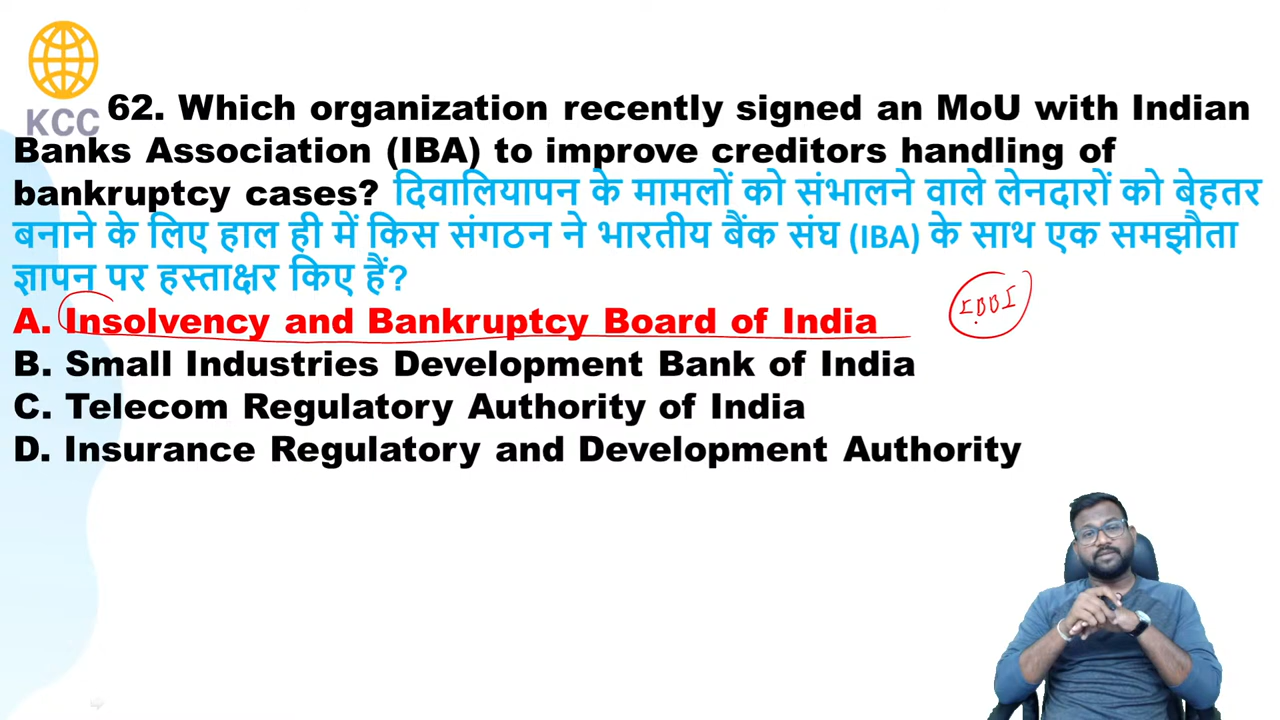 KCC
62. Which organization recently signed an MoU with Indian
Banks Association (IBA) to improve creditors handling of
bankruptcy cases? दिवालियापन के मामलों को संभालने वाले लेनदारों को बेहतर
बनाने के लिए हाल ही में किस संगठन ने भारतीय बैंक संघ (IBA) के साथ एक समझौता
ज्ञापन पर हस्ताक्षर किए हैं?
A. Insolvency and Bankruptcy Board of India
IBBI
B. Small Industries Development Bank of India
C. Telecom Regulatory Authority of India
D. Insurance Regulatory and Development Authority